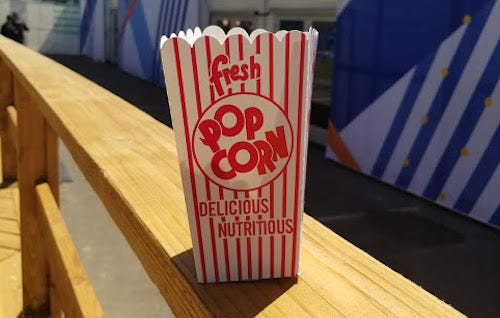 fresh
POP
CORN
DELICIOUS
NUTRITIOUS